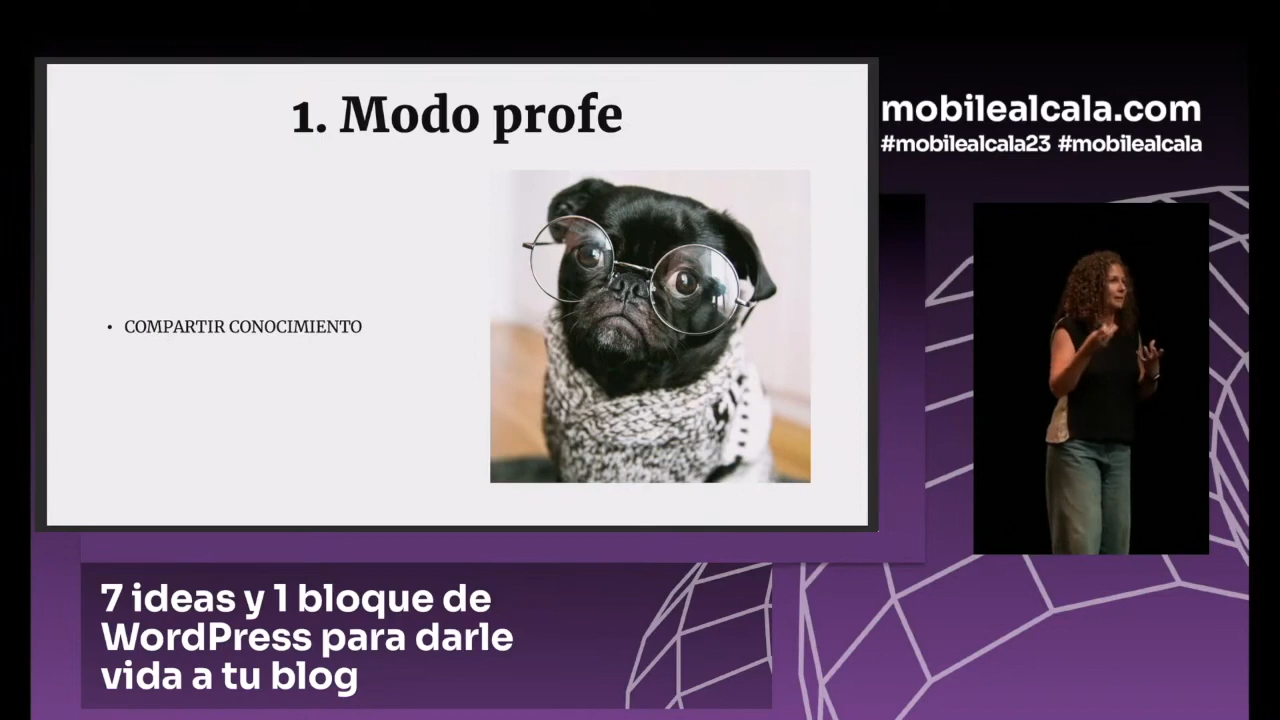 1. Modo profe
• COMPARTIR CONOCIMIENTO
mobilealcala.com
#mobilealcala23 #mobilealcala
7 ideas y 1 bloque de
WordPress para darle
vida a tu blog